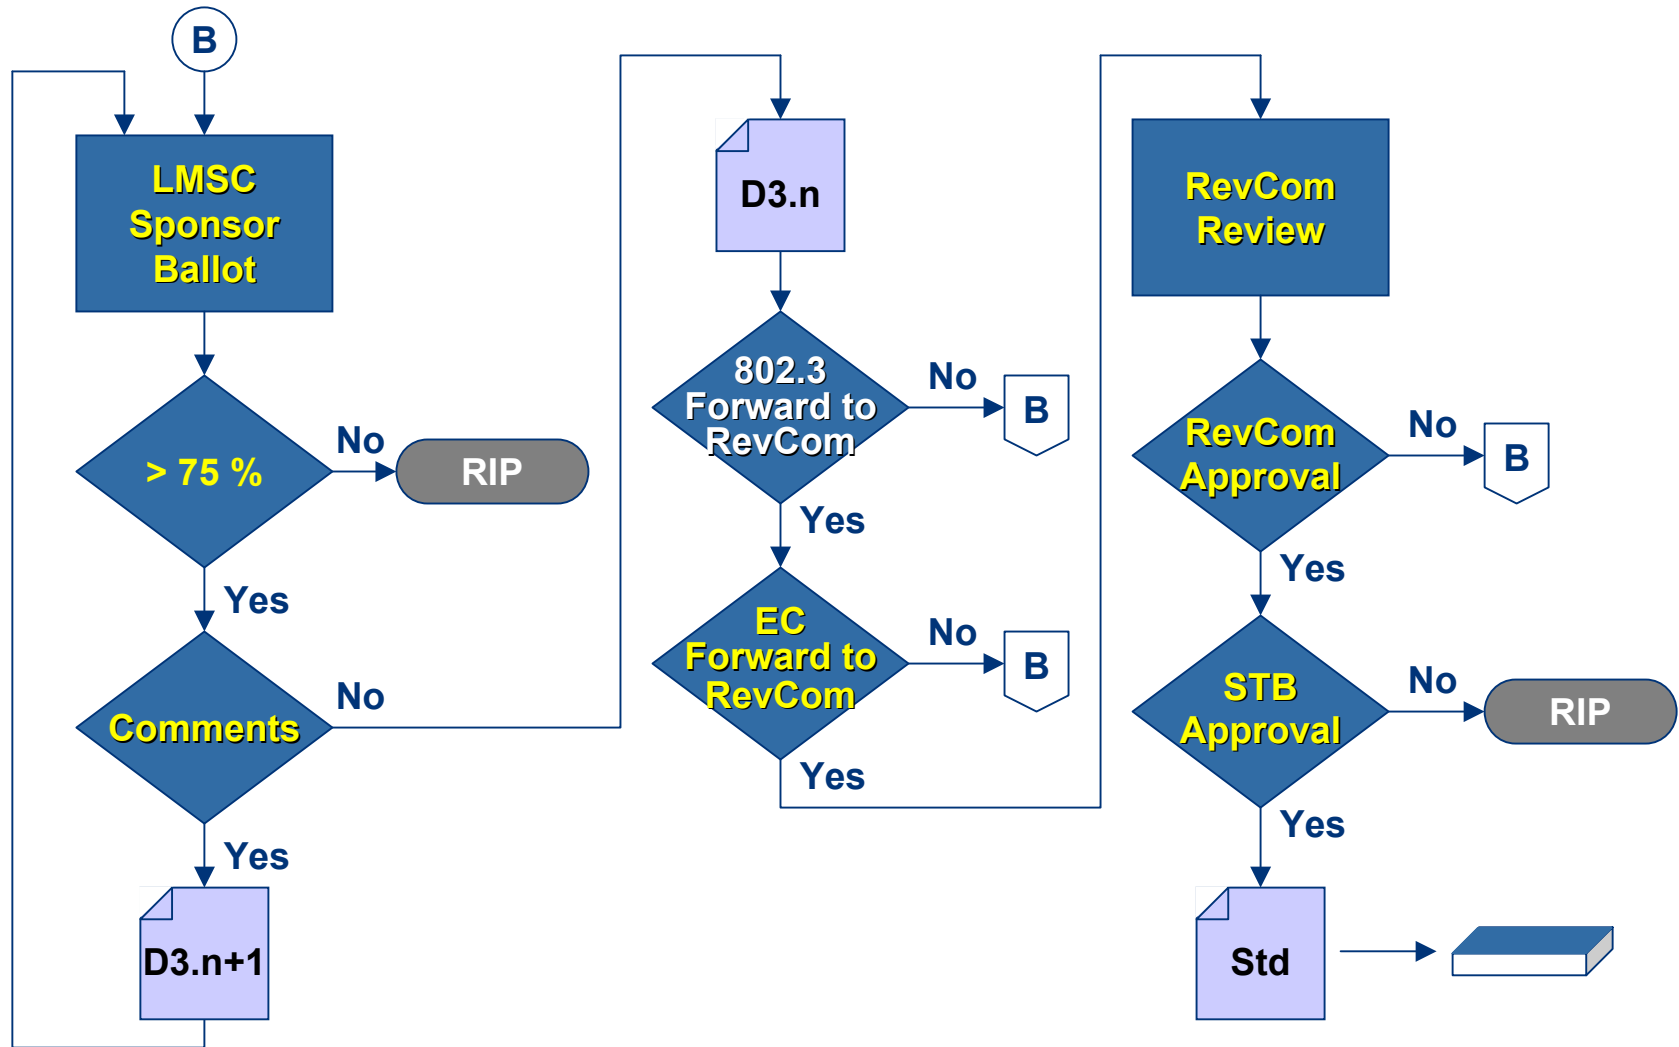 B
LMSC
Sponsor
Ballot
> 75 %
No
RIP
Yes
Comments
No
Yes
D3.n+1
D3.n
802.3
Forward to
RevCom
No
B
Yes
EC
Forward to
RevCom
No
B
Yes
RevCom
Review
RevCom
Approval
No
B
Yes
STB
Approval
No
RIP
Yes
Std